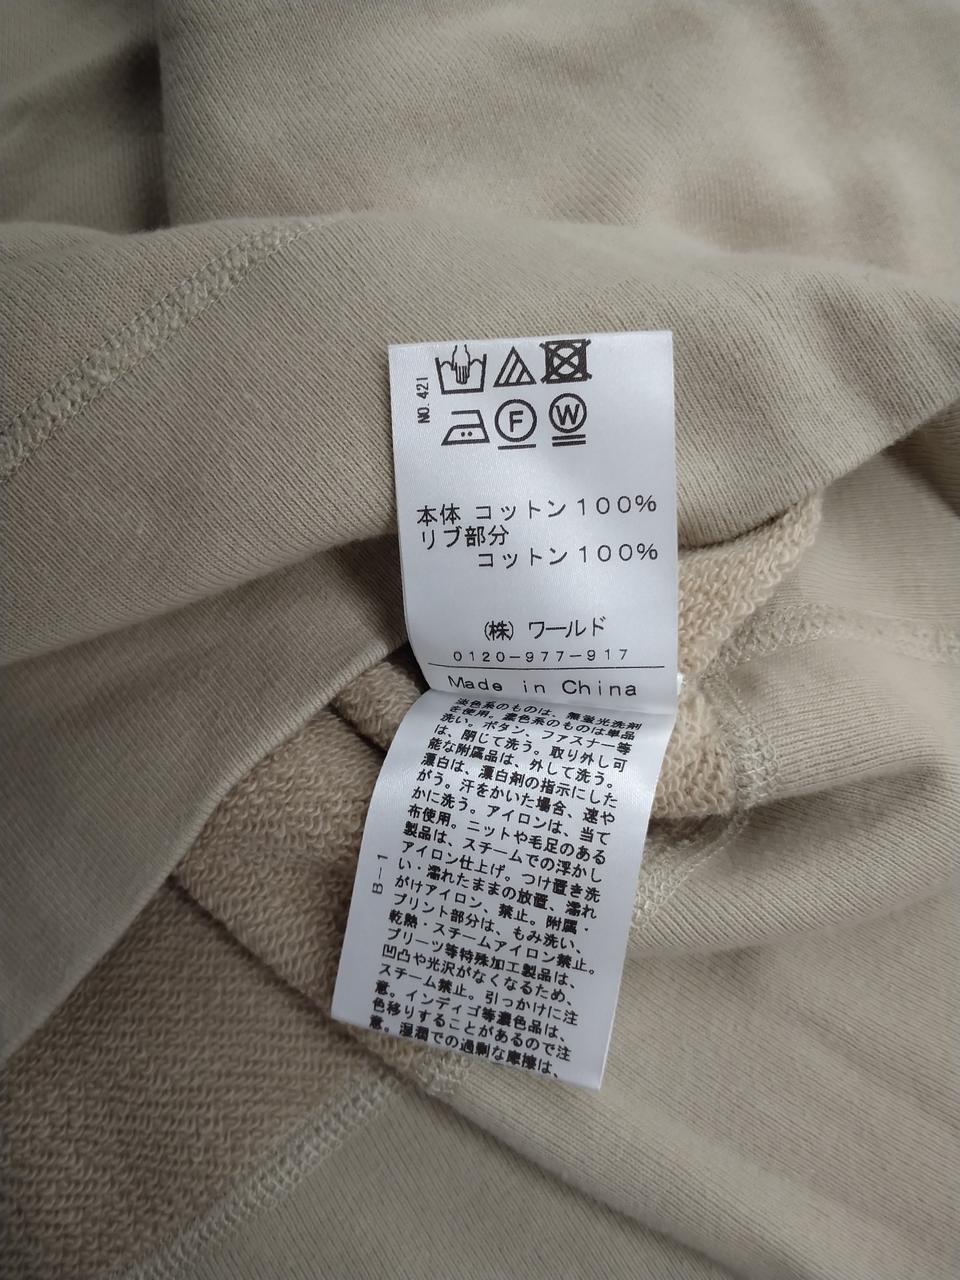 NO.421
F
W
本体 コットン100%
リブ部分
コットン100%
(株) ワールド
0120-977-917
Made in China
淡色系のものは、無蛍光洗剤
を使用。濃色系のものは単品
洗い。ボタン、ファスナー等
は、閉じて洗う。取り外し可
能な附属品は、外して洗う。
漂白は、漂白剤の指示にした
がう。汗をかいた場合、速や
かに洗う。アイロンは、当て
布使用。ニットや毛足のある
製品は、スチームでの浮かし
アイロン仕上げ。つけ置き洗
い・濡れたままの放置、濡れ
がけアイロン、禁止。附属・
プリント部分は、もみ洗い、
乾熱・スチームアイロン禁止。
プリーツ等特殊加工製品は、
凹凸や光沢がなくなるため、
スチーム禁止。引っかけに注
意。インディゴ等濃色品は、
色移りすることがあるので注
意。湿潤での過剰な摩擦は、
B-1